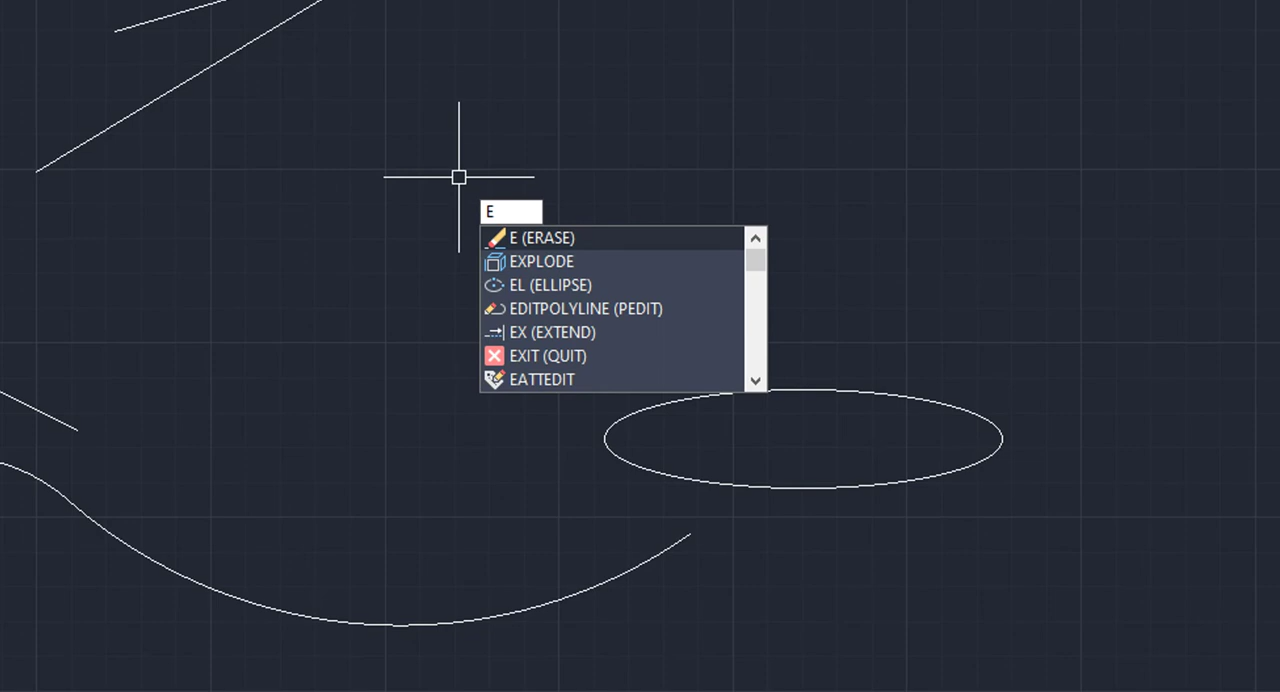 E
E (ERASE)
EXPLODE
EL (ELLIPSE)
EDITPOLYLINE (PEDIT)
EX (EXTEND)
EXIT (QUIT)
EATTEDIT